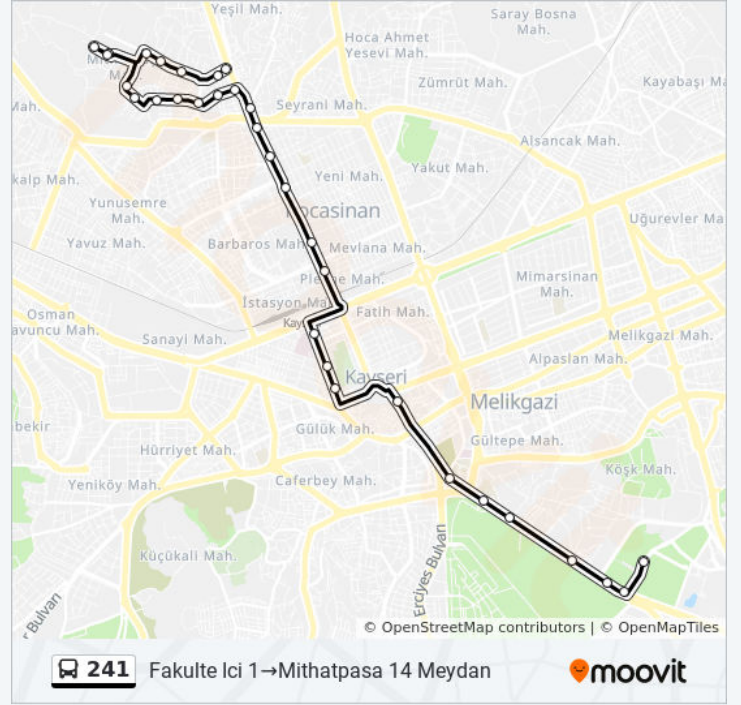 Yeşil Mah.
Saray Bosna
Mah.
Hoca Ahmet
Yesevi Mah.
Zümrüt Mah.
Kayabaşı Ma
Mah.
Seyrani Mah.
Alsancak Mah.
Yakut Mah.
Yeni Mah.
kalp Mah.
Yunusemre
Mah.
Kocasinan
Uğurevler Ma
Yavuz Mah.
Barbaros Mah.
Mevlana Mah.
Mimarsinan
Mah.
İstasyon Mah.
Fatih Mah.
Osman
avuncu Mah.
Sanayi Mah.
Melikgazi Mah.
Alpaslan Mah.
Kayseri
Melikgazi
bekir
Gülük Mah.
Hürriyet Mah.
Gültepe Mah.
Köşk Mah.
Yeniköy Mah.
Caferbey Mah.
Küçükali Mah.
Erciyes Bulvarı
r Bulvarı
© OpenStreetMap contributors | © OpenMapTiles
241 Fakulte Ici 1→Mithatpasa 14 Meydan
moovit